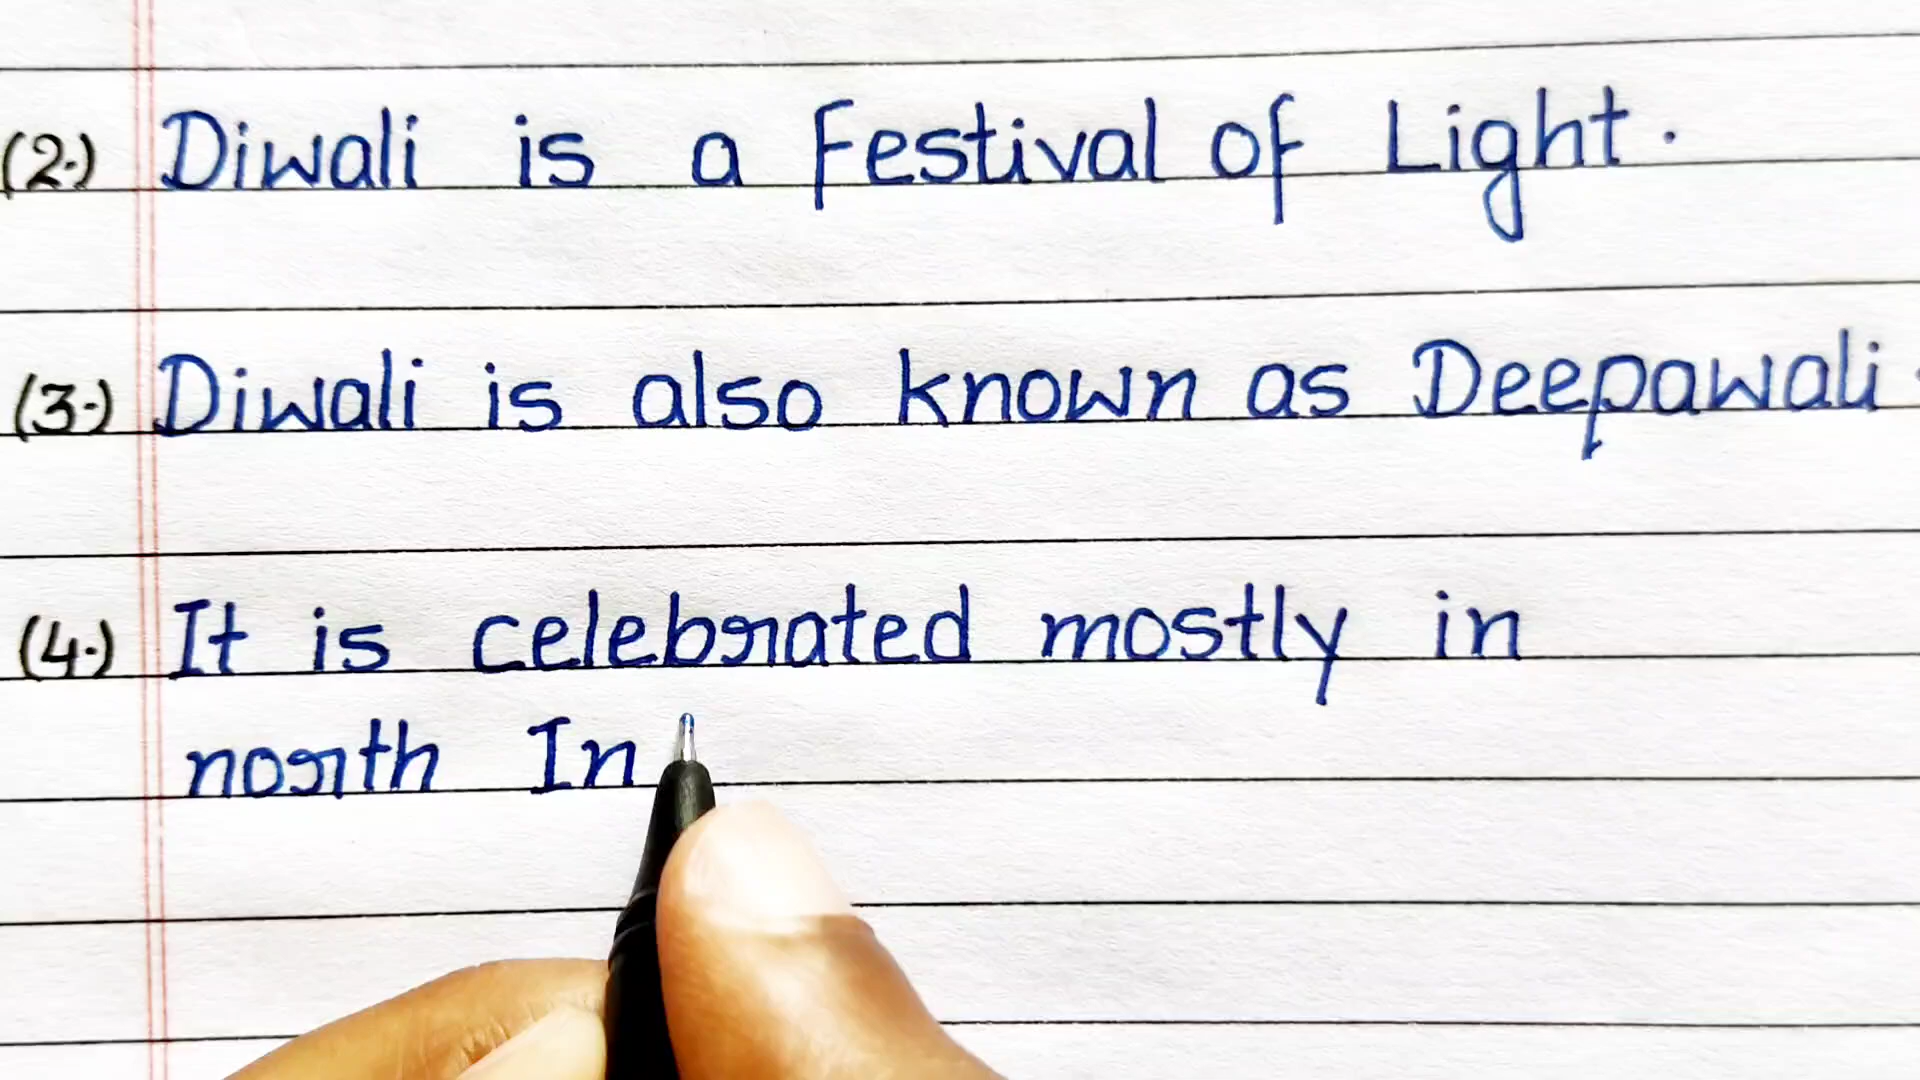 (2.) Diwali is a Festival of Light.
(3.) Diwali is also known as Deepawali.
(4.) It is celebrated mostly in
north In